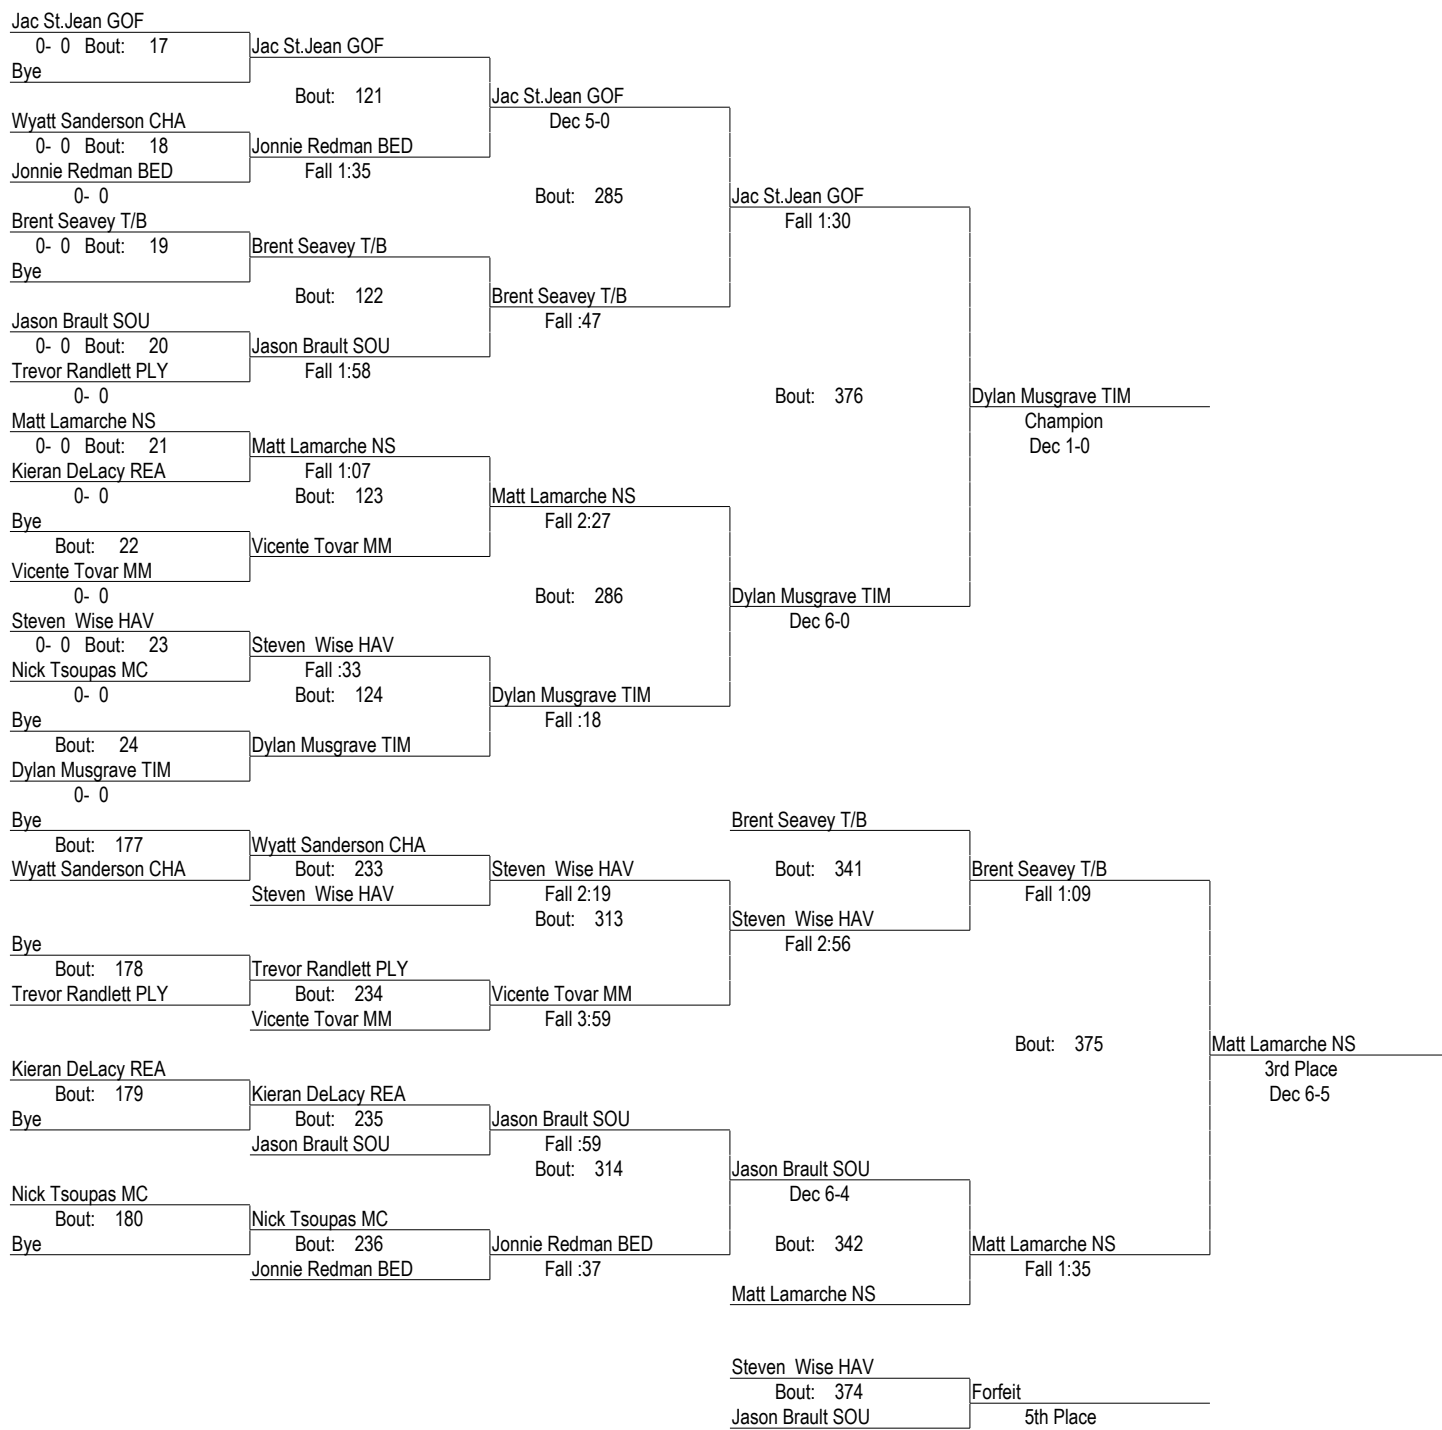 Jac St.Jean GOF
0- 0 Bout: 17 Jac St.Jean GOF
Bye
Bout: 121 Jac St.Jean GOF
Wyatt Sanderson CHA Dec 5-0
0- 0 Bout: 18 Jonnie Redman BED
Jonnie Redman BED Fall 1:35
0- 0 Bout: 285 Jac St.Jean GOF
Brent Seavey T/B Fall 1:30
0- 0 Bout: 19 Brent Seavey T/B
Bye
Bout: 122 Brent Seavey T/B
Jason Brault SOU Fall :47
0- 0 Bout: 20 Jason Brault SOU
Trevor Randlett PLY Fall 1:58
0- 0 Bout: 376 Dylan Musgrave TIM
Matt Lamarche NS Champion
0- 0 Bout: 21 Matt Lamarche NS Dec 1-0
Kieran DeLacy REA Fall 1:07
0- 0 Bout: 123 Matt Lamarche NS
Bye Fall 2:27
Bout: 22 Vicente Tovar MM
Vicente Tovar MM
0- 0 Bout: 286 Dylan Musgrave TIM
Steven Wise HAV Dec 6-0
0- 0 Bout: 23 Steven Wise HAV
Nick Tsoupas MC Fall :33
0- 0 Bout: 124 Dylan Musgrave TIM
Bye Fall :18
Bout: 24 Dylan Musgrave TIM
Dylan Musgrave TIM
0- 0
Bye Brent Seavey T/B
Bout: 177 Wyatt Sanderson CHA
Wyatt Sanderson CHA Bout: 233 Steven Wise HAV Bout: 341 Brent Seavey T/B
Steven Wise HAV Fall 2:19 Fall 1:09
Bout: 313 Steven Wise HAV
Bye Fall 2:56
Bout: 178 Trevor Randlett PLY
Trevor Randlett PLY Bout: 234 Vicente Tovar MM
Vicente Tovar MM Fall 3:59
Bout: 375 Matt Lamarche NS
Kieran DeLacy REA 3rd Place
Bout: 179 Kieran DeLacy REA Dec 6-5
Bye Bout: 235 Jason Brault SOU
Jason Brault SOU Fall :59
Bout: 314 Jason Brault SOU
Nick Tsoupas MC Dec 6-4
Bout: 180 Nick Tsoupas MC
Bye Bout: 236 Jonnie Redman BED Bout: 342 Matt Lamarche NS
Jonnie Redman BED Fall :37 Fall 1:35
Matt Lamarche NS
Steven Wise HAV
Bout: 374 Forfeit
Jason Brault SOU 5th Place